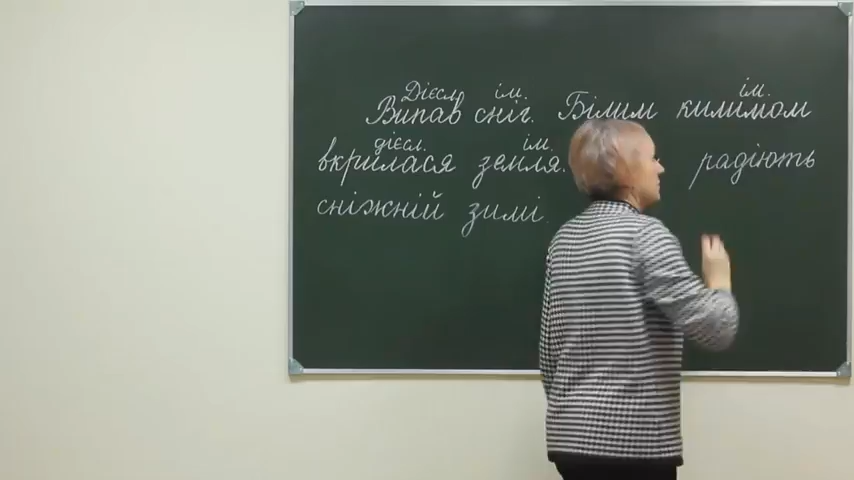 Дієсл. ім. ім.
Випав сніг. Білим килимом
дієсл. ім.
вкрилася земля. радіють
сніжній зимі.